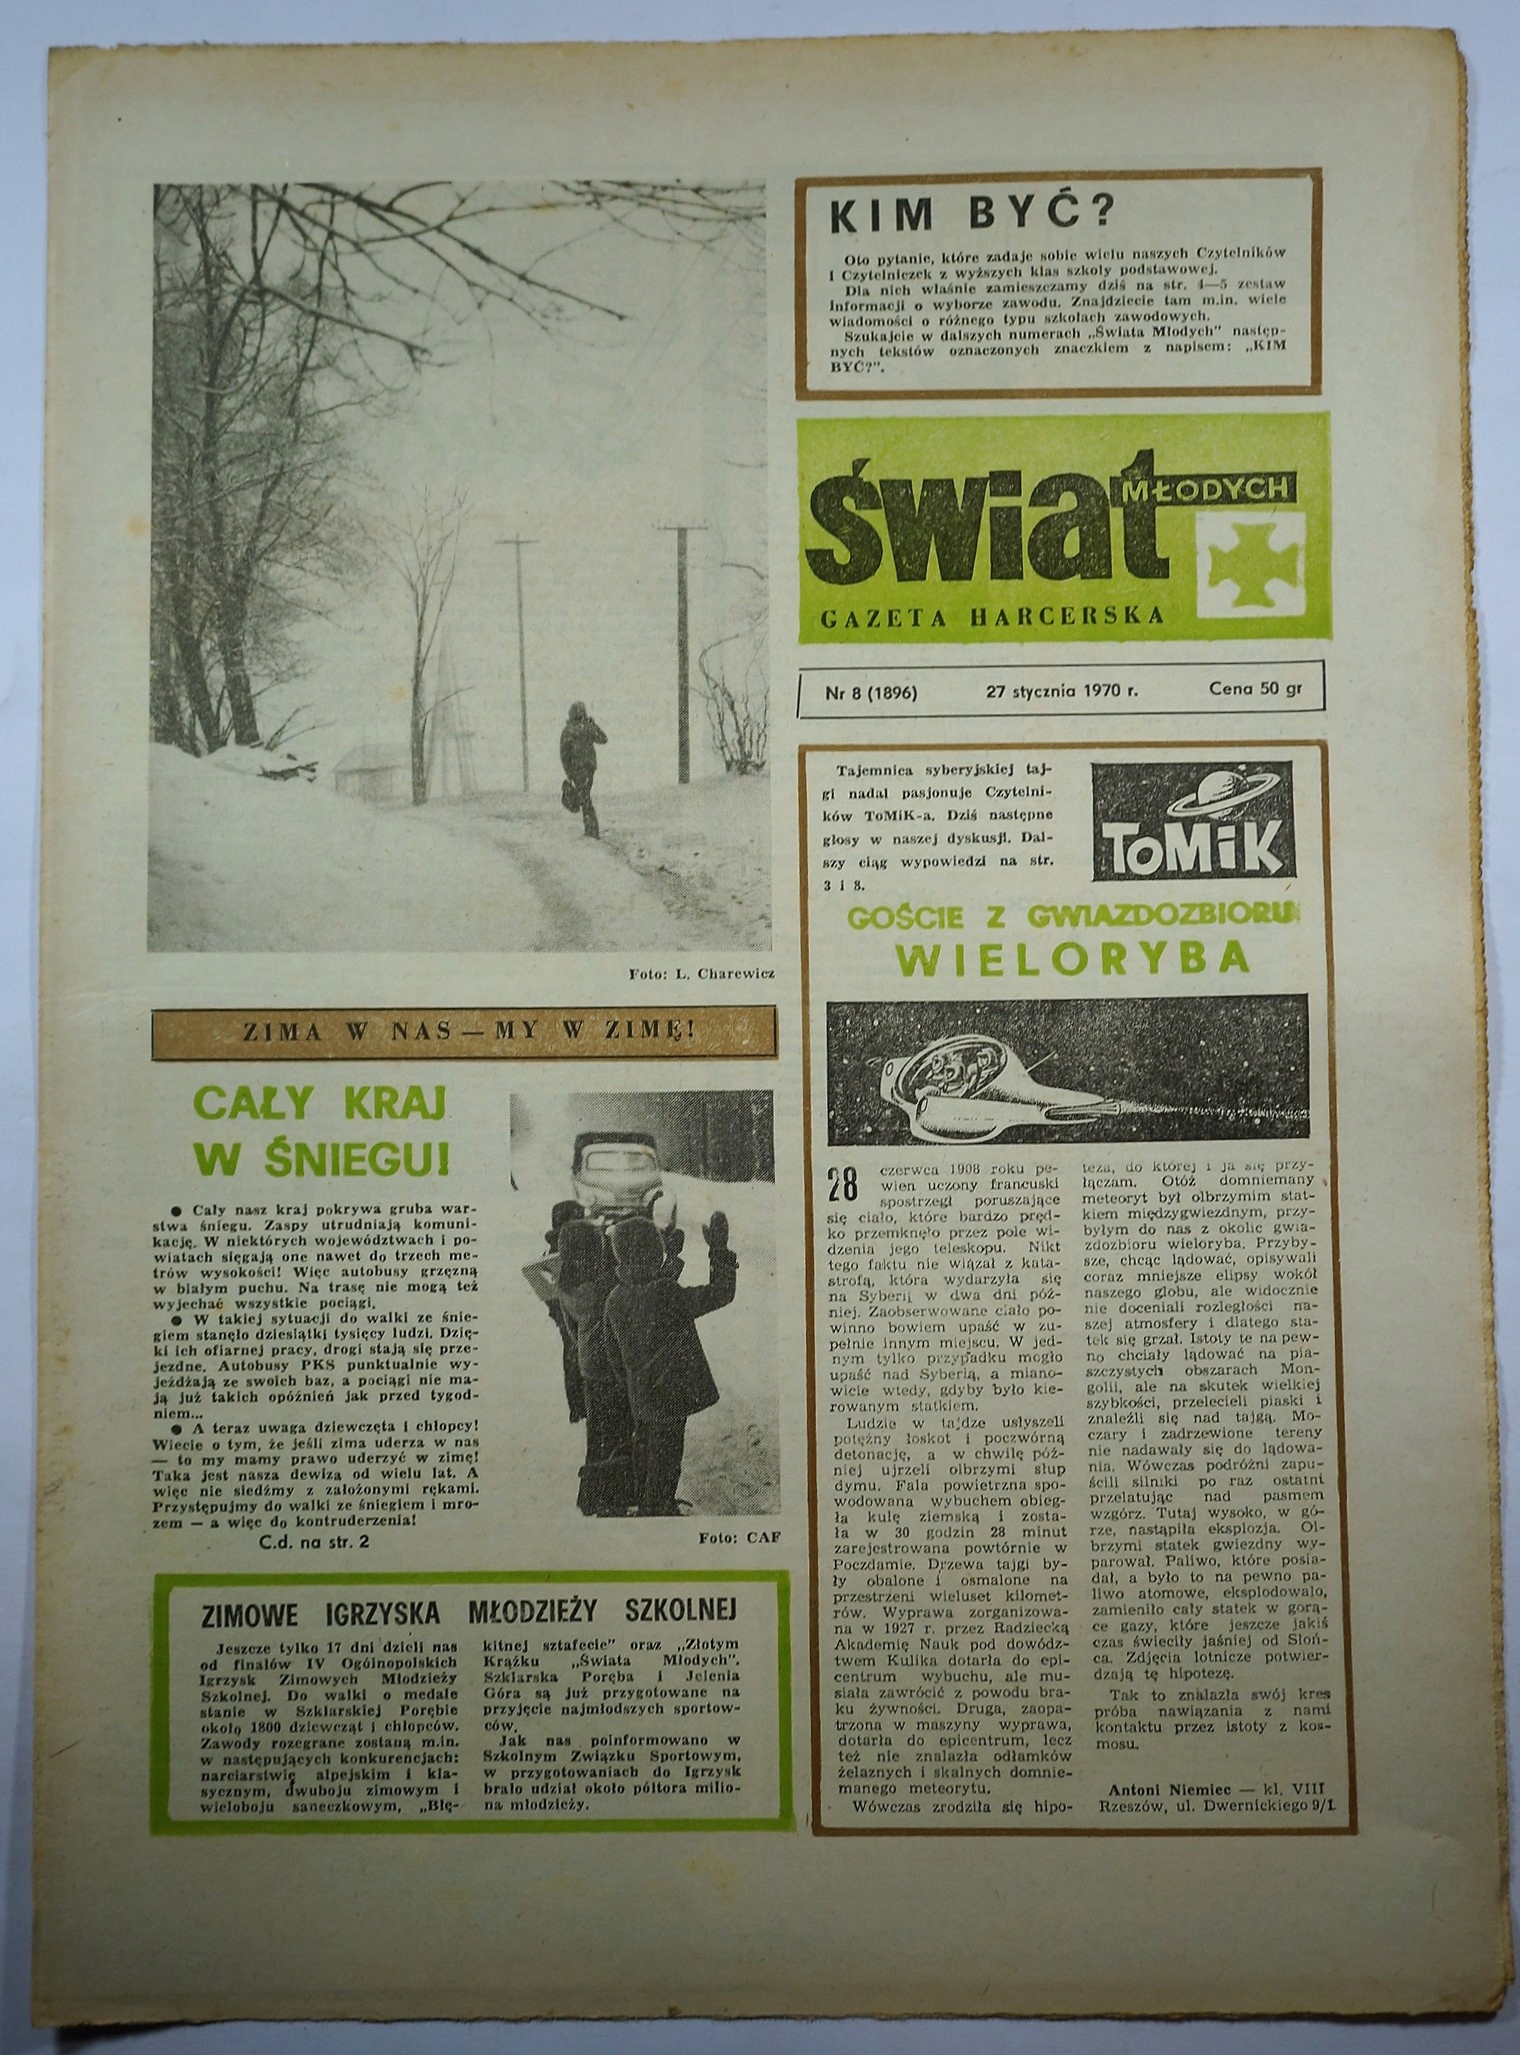 KIM BYĆ?
Oto pytanie, które zadaje sobie wielu naszych Czytelników
i Czytelniczek z wyższych klas szkoły podstawowej.
Dla nich właśnie zamieszczamy dziś na str. 4—5 zestaw
informacji o wyborze zawodu. Znajdziecie tam m.in. wiele
wiadomości o różnego typu szkołach zawodowych.
Szukajcie w dalszych numerach „Świata Młodych" następ-
nych tekstów oznaczonych znaczkiem z napisem: „KIM
BYĆ?".
Świat MŁODYCH
GAZETA HARCERSKA
Nr 8 (1896) 27 stycznia 1970 r. Cena 50 gr
Foto: L. Charewicz
ZIMA W NAS — MY W ZIMĘ!
CAŁY KRAJ
W ŚNIEGU!
● Cały nasz kraj pokrywa gruba war-
stwa śniegu. Zaspy utrudniają komuni-
kację. W niektórych województwach i po-
wiatach sięgają one nawet do trzech me-
trów wysokości! Więc autobusy grzęzną
w białym puchu. Na trasę nie mogą też
wyjechać wszystkie pociągi.
● W takiej sytuacji do walki ze śnie-
giem stanęło dziesiątki tysięcy ludzi. Dzię-
ki ich ofiarnej pracy, drogi stają się prze-
jezdne. Autobusy PKS punktualnie wy-
jeżdżają ze swoich baz, a pociągi nie ma-
ją już takich opóźnień jak przed tygod-
niem...
● A teraz uwaga dziewczęta i chłopcy!
Wiecie o tym, że jeśli zima uderza w nas
— to my mamy prawo uderzyć w zimę!
Taka jest nasza dewiza od wielu lat. A
więc nie siedźmy z założonymi rękami.
Przystępujmy do walki ze śniegiem i mro-
zem — a więc do kontruderzenia!
C.d. na str. 2
Foto: CAF
ZIMOWE IGRZYSKA MŁODZIEŻY SZKOLNEJ
Jeszcze tylko 17 dni dzieli nas
od finałów IV Ogólnopolskich
Igrzysk Zimowych Młodzieży
Szkolnej. Do walki o medale
stanie w Szklarskiej Porębie
około 1800 dziewcząt i chłopców.
Zawody rozegrane zostaną m.in.
w następujących konkurencjach:
narciarstwie alpejskim i kla-
sycznym, dwuboju zimowym i
wieloboju saneczkowym, „Błę-
kitnej sztafecie" oraz „Złotym
Krążku „Świata Młodych".
Szklarska Poręba i Jelenia
Góra są już przygotowane na
przyjęcie najmłodszych sportow-
ców.
Jak nas poinformowano w
Szkolnym Związku Sportowym,
w przygotowaniach do Igrzysk
brało udział około półtora milio-
na młodzieży.
Tajemnica syberyjskiej taj-
gi nadal pasjonuje Czytelni-
ków ToMiK-a. Dziś następne
głosy w naszej dyskusji. Dal-
szy ciąg wypowiedzi na str.
3 i 8.
ToMiK
GOŚCIE Z GWIAZDOZBIORU
WIELORYBA
28 czerwca 1908 roku pe-
wien uczony francuski
spostrzegł poruszające
się ciało, które bardzo pręd-
ko przemknęło przez pole wi-
dzenia jego teleskopu. Nikt
tego faktu nie wiązał z kata-
strofą, która wydarzyła się
na Syberii w dwa dni póź-
niej. Zaobserwowane ciało po-
winno bowiem upaść w zu-
pełnie innym miejscu. W jed-
nym tylko przypadku mogło
upaść nad Syberią, a miano-
wicie wtedy, gdyby było kie-
rowanym statkiem.
Ludzie w tajdze usłyszeli
potężny łoskot i poczwórną
detonację, a w chwilę póź-
niej ujrzeli olbrzymi słup
dymu. Fala powietrzna spo-
wodowana wybuchem obieg-
ła kulę ziemską i zosta-
ła w 30 godzin 28 minut
zarejestrowana powtórnie w
Poczdamie. Drzewa tajgi by-
ły obalone i osmalone na
przestrzeni wieluset kilomet-
rów. Wyprawa zorganizowa-
na w 1927 r. przez Radziecką
Akademię Nauk pod dowódz-
twem Kulika dotarła do epi-
centrum wybuchu, ale mu-
siała zawrócić z powodu bra-
ku żywności. Druga, zaopa-
trzona w maszyny wyprawa,
dotarła do epicentrum, lecz
też nie znalazła odłamków
żelaznych i skalnych domnie-
manego meteorytu.
Wówczas zrodziła się hipo-
teza, do której i ja się przy-
łączam. Otóż domniemany
meteoryt był olbrzymim stat-
kiem międzygwiezdnym, przy-
byłym do nas z okolic gwia-
zdozbioru wieloryba. Przyby-
sze, chcąc lądować, opisywali
coraz mniejsze elipsy wokół
naszego globu, ale widocznie
nie doceniali rozległości na-
szej atmosfery i dlatego sta-
tek się grzał. Istoty te na pew-
no chciały lądować na pia-
szczystych obszarach Mon-
golii, ale na skutek wielkiej
szybkości, przelecieli piaski i
znaleźli się nad tajgą. Mo-
czary i zadrzewione tereny
nie nadawały się do lądowa-
nia. Wówczas podróżni zapu-
ścili silniki po raz ostatni
przelatując nad pasmem
wzgórz. Tutaj wysoko, w gó-
rze, nastąpiła eksplozja. Ol-
brzymi statek gwiezdny wy-
parował. Paliwo, które posia-
dał, a było to na pewno pa-
liwo atomowe, eksplodowało,
zamieniło cały statek w gorą-
ce gazy, które jeszcze jakiś
czas świeciły jaśniej od Słoń-
ca. Zdjęcia lotnicze potwier-
dzają tę hipotezę.
Tak to znalazła swój kres
próba nawiązania z nami
kontaktu przez istoty z kos-
mosu.
Antoni Niemiec — kl. VIII
Rzeszów, ul. Dwernickiego 9/1